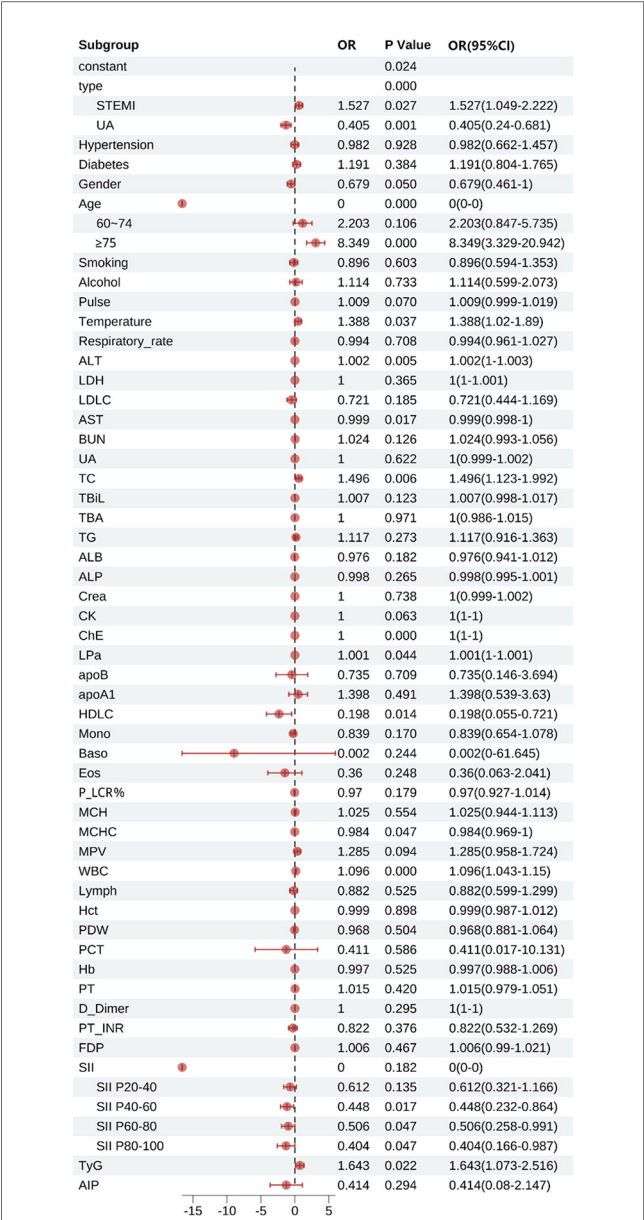 Subgroup OR P Value OR(95%CI)
constant 0.024
type 0.000
STEMI 1.527 0.027 1.527(1.049-2.222)
UA 0.405 0.001 0.405(0.24-0.681)
Hypertension 0.982 0.928 0.982(0.662-1.457)
Diabetes 1.191 0.384 1.191(0.804-1.765)
Gender 0.679 0.050 0.679(0.461-1)
Age 0 0.000 0(0-0)
60~74 2.203 0.106 2.203(0.847-5.735)
≥75 8.349 0.000 8.349(3.329-20.942)
Smoking 0.896 0.603 0.896(0.594-1.353)
Alcohol 1.114 0.733 1.114(0.599-2.073)
Pulse 1.009 0.070 1.009(0.999-1.019)
Temperature 1.388 0.037 1.388(1.02-1.89)
Respiratory_rate 0.994 0.708 0.994(0.961-1.027)
ALT 1.002 0.005 1.002(1-1.003)
LDH 1 0.365 1(1-1.001)
LDLC 0.721 0.185 0.721(0.444-1.169)
AST 0.999 0.017 0.999(0.998-1)
BUN 1.024 0.126 1.024(0.993-1.056)
UA 1 0.622 1(0.999-1.002)
TC 1.496 0.006 1.496(1.123-1.992)
TBiL 1.007 0.123 1.007(0.998-1.017)
TBA 1 0.971 1(0.986-1.015)
TG 1.117 0.273 1.117(0.916-1.363)
ALB 0.976 0.182 0.976(0.941-1.012)
ALP 0.998 0.265 0.998(0.995-1.001)
Crea 1 0.738 1(0.999-1.002)
CK 1 0.063 1(1-1)
ChE 1 0.000 1(1-1)
LPa 1.001 0.044 1.001(1-1.001)
apoB 0.735 0.709 0.735(0.146-3.694)
apoA1 1.398 0.491 1.398(0.539-3.63)
HDLC 0.198 0.014 0.198(0.055-0.721)
Mono 0.839 0.170 0.839(0.654-1.078)
Baso 0.002 0.244 0.002(0-61.645)
Eos 0.36 0.248 0.36(0.063-2.041)
P_LCR% 0.97 0.179 0.97(0.927-1.014)
MCH 1.025 0.554 1.025(0.944-1.113)
MCHC 0.984 0.047 0.984(0.969-1)
MPV 1.285 0.094 1.285(0.958-1.724)
WBC 1.096 0.000 1.096(1.043-1.15)
Lymph 0.882 0.525 0.882(0.599-1.299)
Hct 0.999 0.898 0.999(0.987-1.012)
PDW 0.968 0.504 0.968(0.881-1.064)
PCT 0.411 0.586 0.411(0.017-10.131)
Hb 0.997 0.525 0.997(0.988-1.006)
PT 1.015 0.420 1.015(0.979-1.051)
D_Dimer 1 0.295 1(1-1)
PT_INR 0.822 0.376 0.822(0.532-1.269)
FDP 1.006 0.467 1.006(0.99-1.021)
SII 0 0.182 0(0-0)
SII P20-40 0.612 0.135 0.612(0.321-1.166)
SII P40-60 0.448 0.017 0.448(0.232-0.864)
SII P60-80 0.506 0.047 0.506(0.258-0.991)
SII P80-100 0.404 0.047 0.404(0.166-0.987)
TyG 1.643 0.022 1.643(1.073-2.516)
AIP 0.414 0.294 0.414(0.08-2.147)
-15 -10 -5 0 5